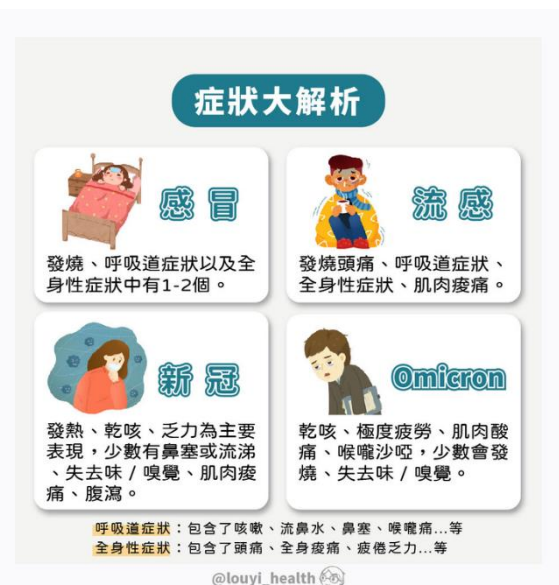 症狀大解析
感冒
發燒、呼吸道症狀以及全
身性症狀中有1-2個。
流感
發燒頭痛、呼吸道症狀、
全身性症狀、肌肉痠痛。
新冠
發熱、乾咳、乏力為主要
表現，少數有鼻塞或流涕
、失去味 / 嗅覺、肌肉痠
痛、腹瀉。
Omicron
乾咳、極度疲勞、肌肉酸
痛、喉嚨沙啞，少數會發
燒、失去味 / 嗅覺。
呼吸道症狀：包含了咳嗽、流鼻水、鼻塞、喉嚨痛...等
全身性症狀：包含了頭痛、全身痠痛、疲倦乏力...等
@louyi_health